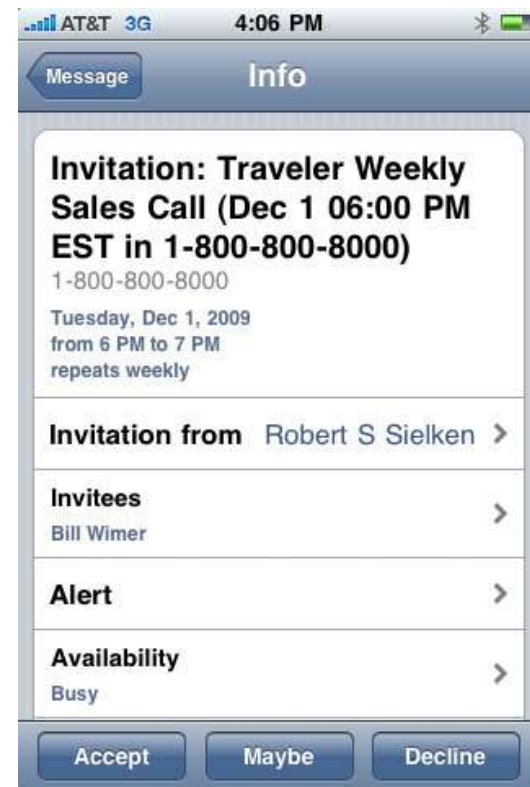 AT&T 3G 4:06 PM
Message Info
Invitation: Traveler Weekly
Sales Call (Dec 1 06:00 PM
EST in 1-800-800-8000)
1-800-800-8000
Tuesday, Dec 1, 2009
from 6 PM to 7 PM
repeats weekly
Invitation from Robert S Sielken
Invitees
Bill Wimer
Alert
Availability
Busy
Accept Maybe Decline